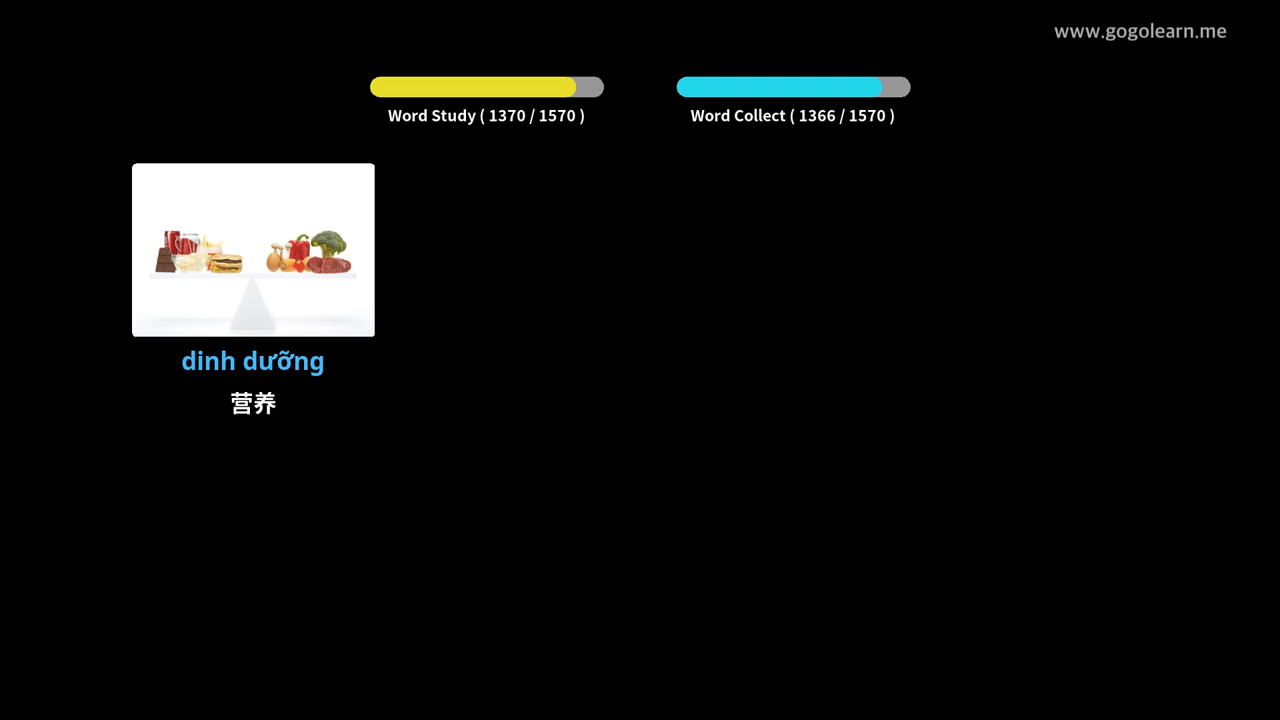 www.gogolearn.me
Word Study ( 1370 / 1570 )
Word Collect ( 1366 / 1570 )
dinh dưỡng
营养